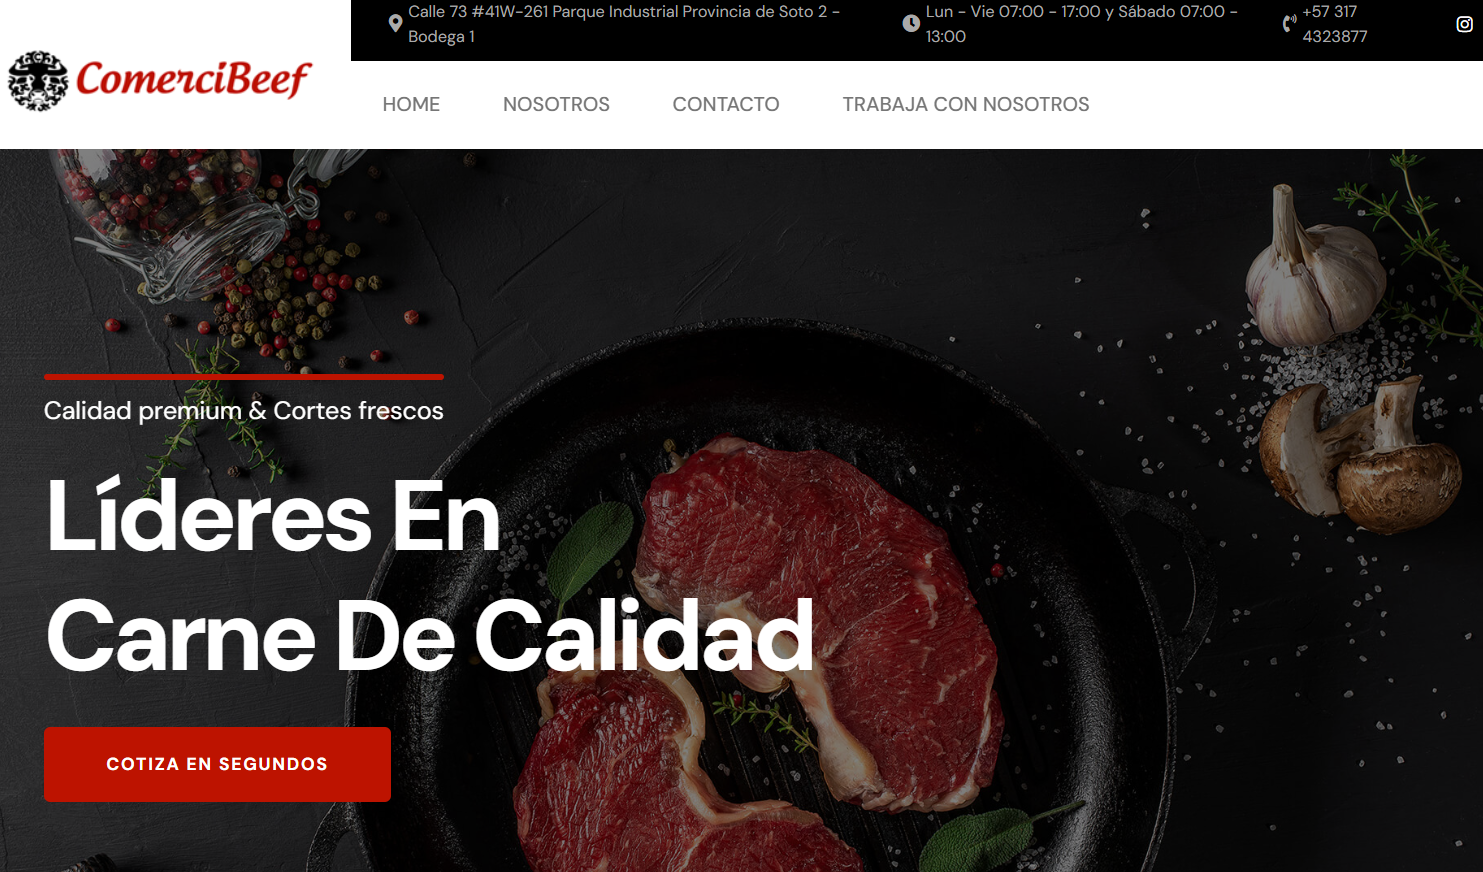 Calle 73 #41W-261 Parque Industrial Provincia de Soto 2 -
Bodega 1
Lun - Vie 07:00 - 17:00 y Sábado 07:00 -
13:00
+57 317
4323877
ComerciBeef
HOME
NOSOTROS
CONTACTO
TRABAJA CON NOSOTROS
Calidad premium & Cortes frescos
Líderes En
Carne De Calidad
COTIZA EN SEGUNDOS